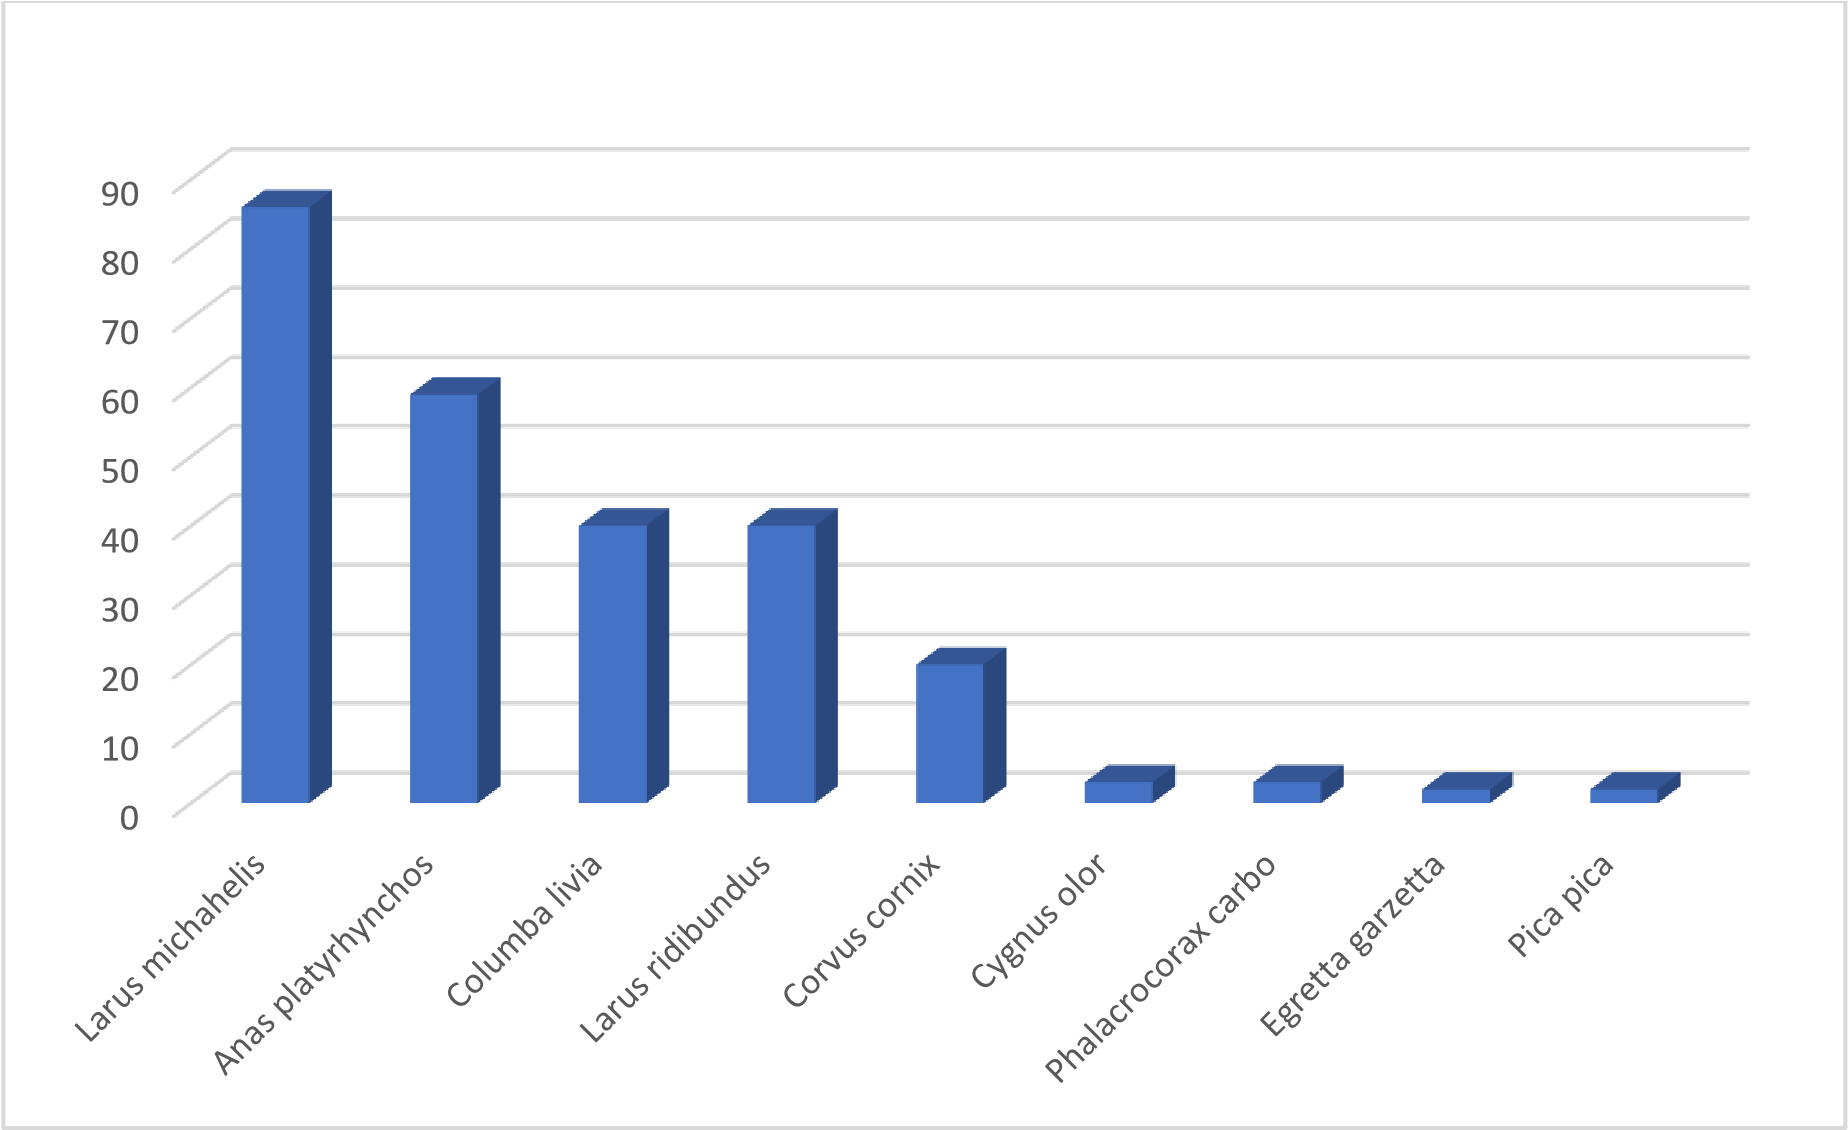 90
80
70
60
50
40
30
20
10
0
Larus michahelis
Anas platyrhynchos
Columba livia
Larus ridibundus
Corvus cornix
Cygnus olor
Phalacrocorax carbo
Egretta garzetta
Pica pica